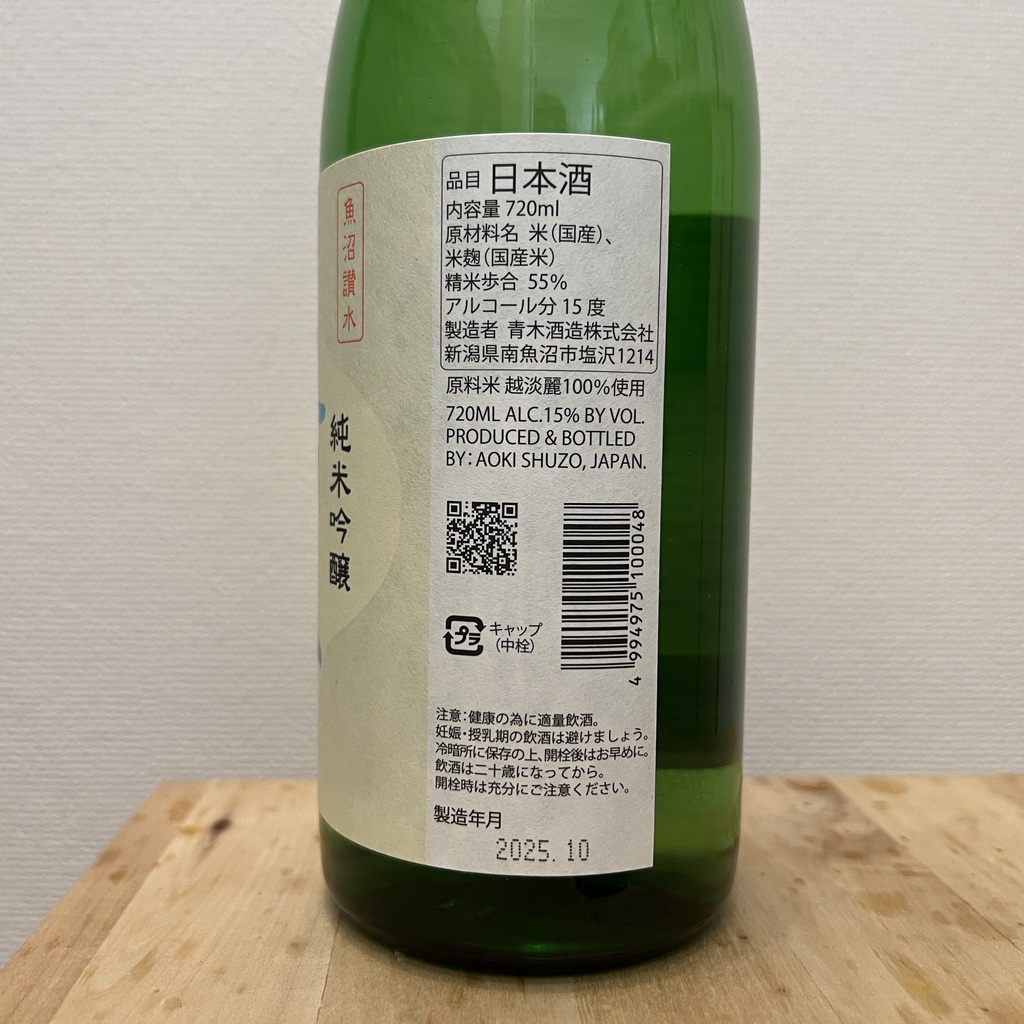 魚沼讃水
純米吟醸
品目 日本酒
内容量 720ml
原材料名 米(国産)、
米麹(国産米)
精米歩合 55%
アルコール分 15 度
製造者 青木酒造株式会社
新潟県南魚沼市塩沢1214
原料米 越淡麗100%使用
720ML ALC.15% BY VOL.
PRODUCED & BOTTLED
BY: AOKI SHUZO, JAPAN.
4 994975 100048
プラ
キャップ
(中栓)
注意:健康の為に適量飲酒。
妊娠・授乳期の飲酒は避けましょう。
冷暗所に保存の上、開栓後はお早めに。
飲酒は二十歳になってから。
開栓時は充分にご注意ください。
製造年月
2025.10